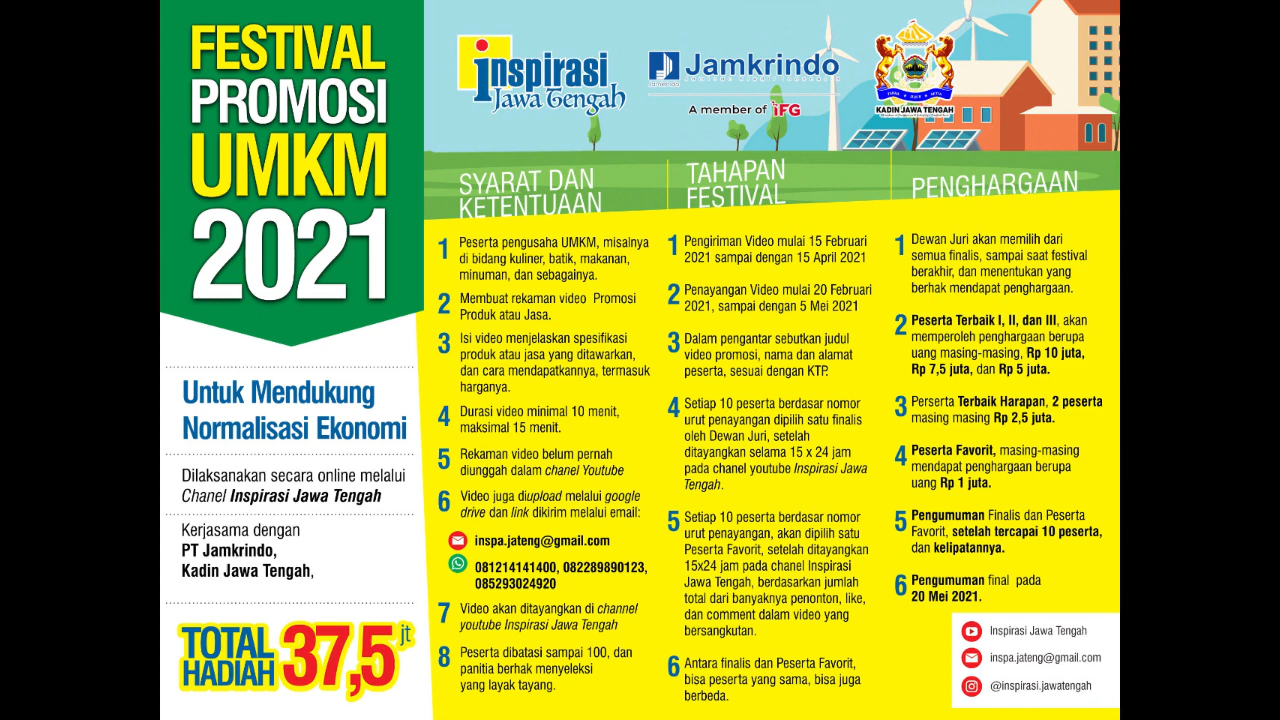 FESTIVAL
PROMOSI
UMKM
2021
Untuk Mendukung
Normalisasi Ekonomi
Dilaksanakan secara online melalui
Chanel Inspirasi Jawa Tengah
Kerjasama dengan
PT Jamkrindo,
Kadin Jawa Tengah,
TOTAL
HADIAH
37,5 jt
inspirasi
Jawa Tengah
Jamkrindo
A member of IFG
KADIN JAWA TENGAH
SYARAT DAN
KETENTUAAN
1 Peserta pengusaha UMKM, misalnya
di bidang kuliner, batik, makanan,
minuman, dan sebagainya.
2 Membuat rekaman video Promosi
Produk atau Jasa.
3 Isi video menjelaskan spesifikasi
produk atau jasa yang ditawarkan,
dan cara mendapatkannya, termasuk
harganya.
4 Durasi video minimal 10 menit,
maksimal 15 menit.
5 Rekaman video belum pernah
diunggah dalam chanel Youtube
6 Video juga diupload melalui google
drive dan link dikirim melalui email:
inspa.jateng@gmail.com
081214141400, 082289890123,
085293024920
7 Video akan ditayangkan di channel
youtube Inspirasi Jawa Tengah
8 Peserta dibatasi sampai 100, dan
panitia berhak menyeleksi
yang layak tayang.
TAHAPAN
FESTIVAL
1 Pengiriman Video mulai 15 Februari
2021 sampai dengan 15 April 2021
2 Penayangan Video mulai 20 Februari
2021, sampai dengan 5 Mei 2021
3 Dalam pengantar sebutkan judul
video promosi, nama dan alamat
peserta, sesuai dengan KTP.
4 Setiap 10 peserta berdasar nomor
urut penayangan dipilih satu finalis
oleh Dewan Juri, setelah
ditayangkan selama 15 x 24 jam
pada chanel youtube Inspirasi Jawa
Tengah.
5 Setiap 10 peserta berdasar nomor
urut penayangan, akan dipilih satu
Peserta Favorit, setelah ditayangkan
15x24 jam pada chanel Inspirasi
Jawa Tengah, berdasarkan jumlah
total dari banyaknya penonton, like,
dan comment dalam video yang
bersangkutan.
6 Antara finalis dan Peserta Favorit,
bisa peserta yang sama, bisa juga
berbeda.
PENGHARGAAN
1 Dewan Juri akan memilih dari
semua finalis, sampai saat festival
berakhir, dan menentukan yang
berhak mendapat penghargaan.
2 Peserta Terbaik I, II, dan III, akan
memperoleh penghargaan berupa
uang masing-masing, Rp 10 juta,
Rp 7,5 juta, dan Rp 5 juta.
3 Perserta Terbaik Harapan, 2 peserta
masing masing Rp 2,5 juta.
4 Peserta Favorit, masing-masing
mendapat penghargaan berupa
uang Rp 1 juta.
5 Pengumuman Finalis dan Peserta
Favorit, setelah tercapai 10 peserta,
dan kelipatannya.
6 Pengumuman final pada
20 Mei 2021.
Inspirasi Jawa Tengah
inspa.jateng@gmail.com
@inspirasi.jawatengah